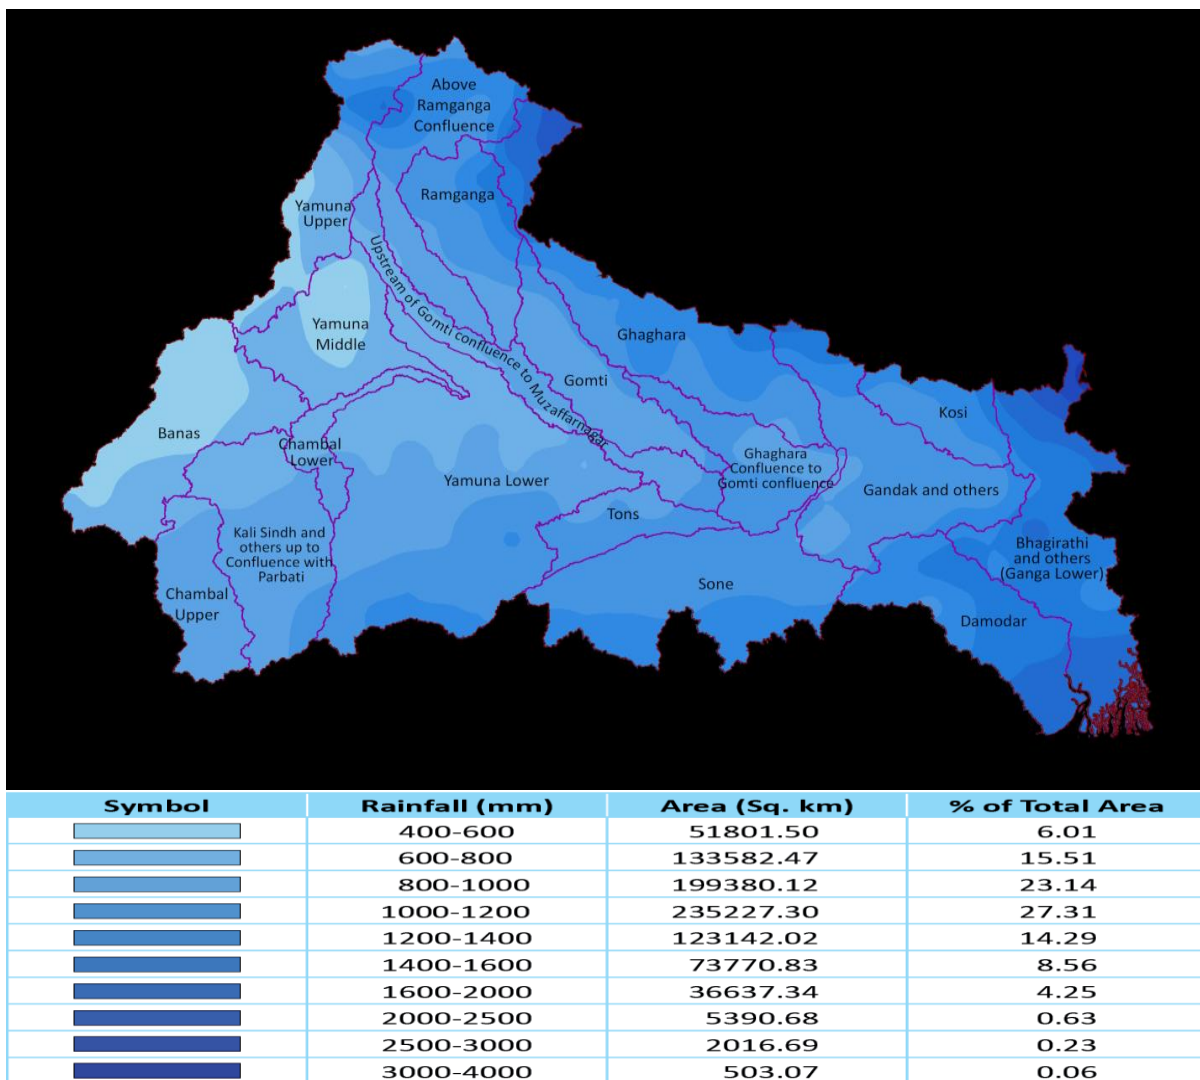 Above
Ramganga
Confluence
Ramganga
Yamuna
Upper
Upstream of Gomti confluence to Muzaffarnagar
Yamuna
Middle
Ghaghara
Gomti
Kosi
Banas
Chambal
Lower
Yamuna Lower
Ghaghara
Confluence to
Gomti confluence
Gandak and others
Tons
Kali Sindh and
others up to
Confluence with
Parbati
Bhagirathi
and others
(Ganga Lower)
Chambal
Upper
Sone
Damodar
Symbol Rainfall (mm) Area (Sq. km) % of Total Area
400-600 51801.50 6.01
600-800 133582.47 15.51
800-1000 199380.12 23.14
1000-1200 235227.30 27.31
1200-1400 123142.02 14.29
1400-1600 73770.83 8.56
1600-2000 36637.34 4.25
2000-2500 5390.68 0.63
2500-3000 2016.69 0.23
3000-4000 503.07 0.06